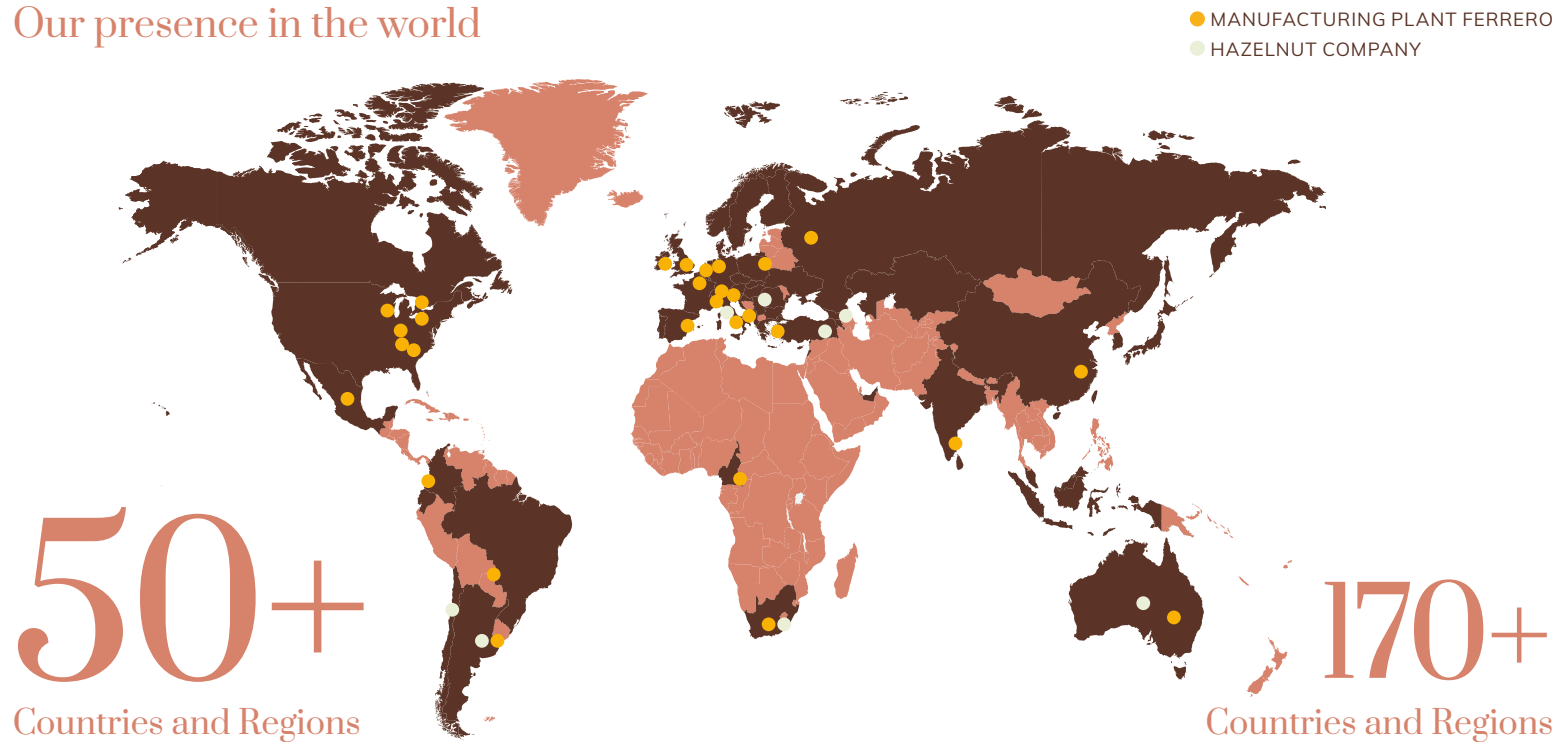 Our presence in the world
MANUFACTURING PLANT FERRERO
HAZELNUT COMPANY
50+
Countries and Regions
170+
Countries and Regions